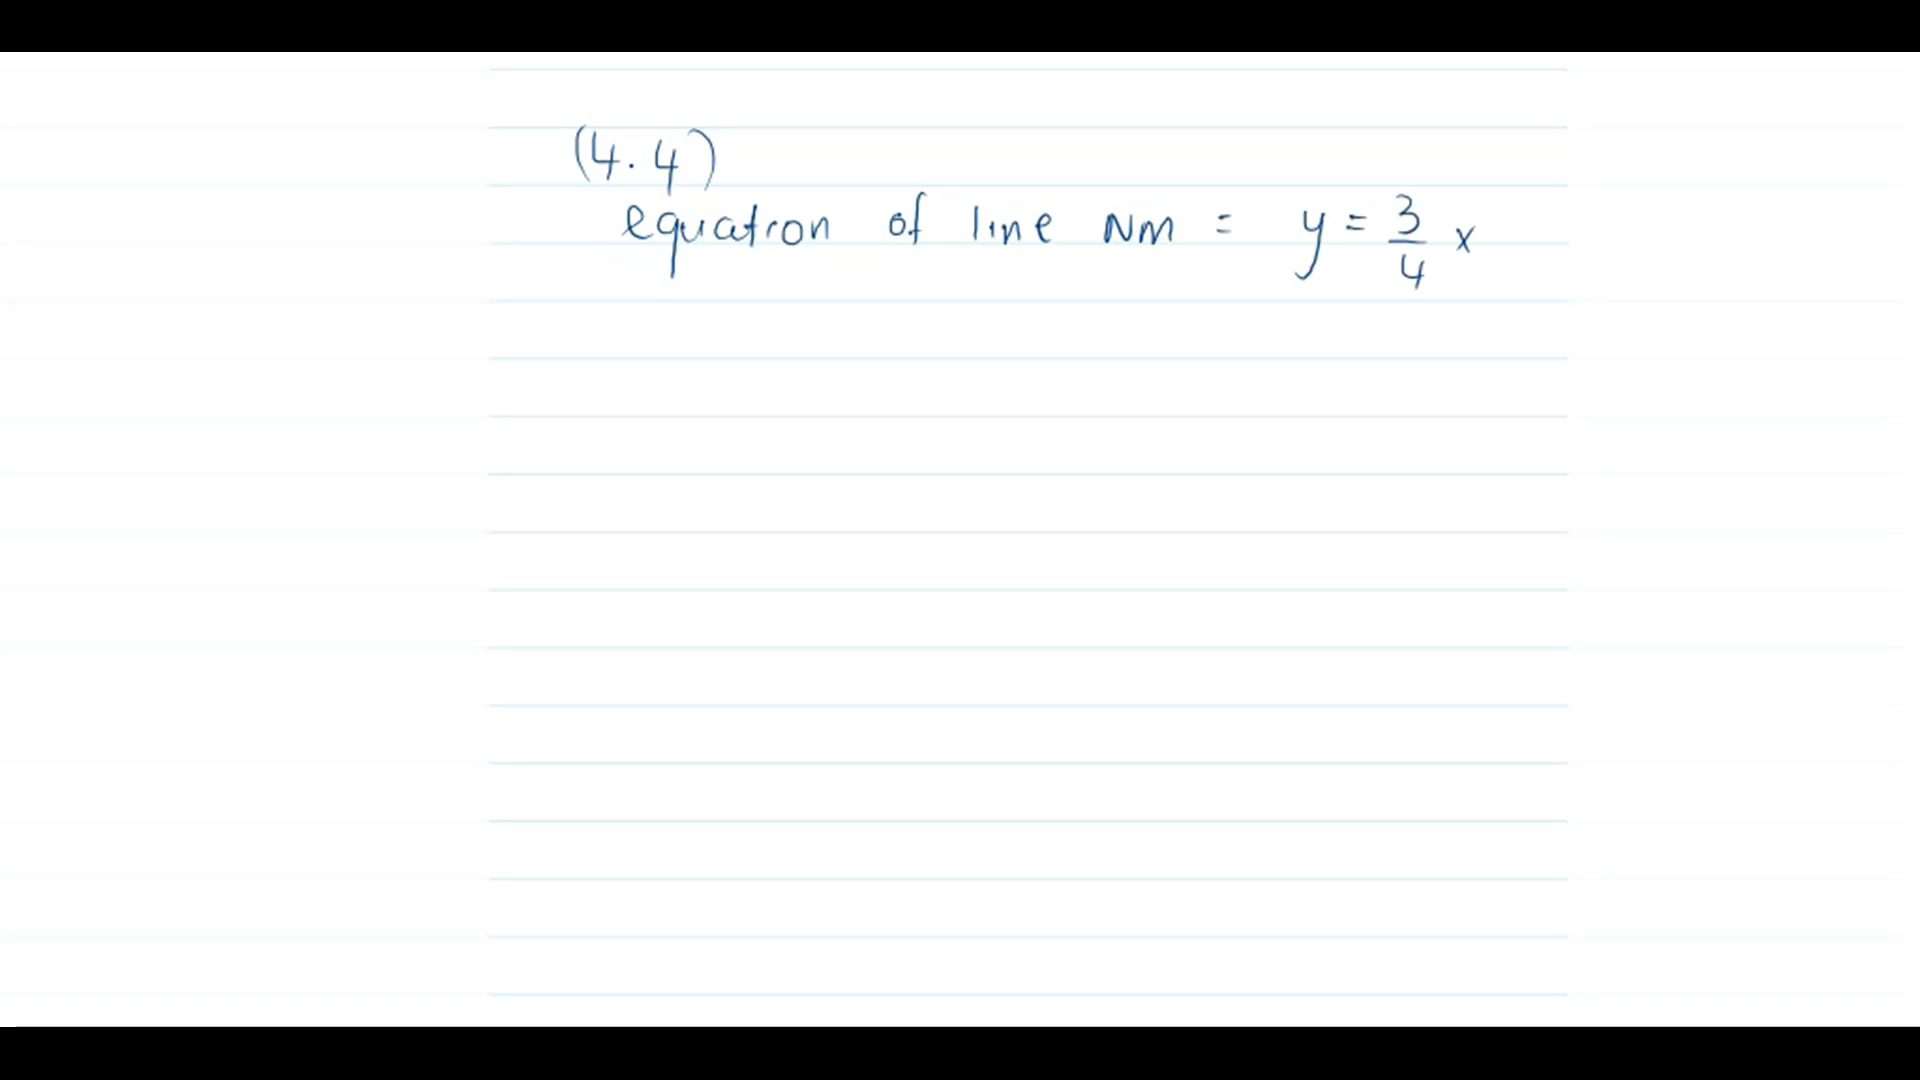 (4.4)
equation of line NM = y = 3/4 x